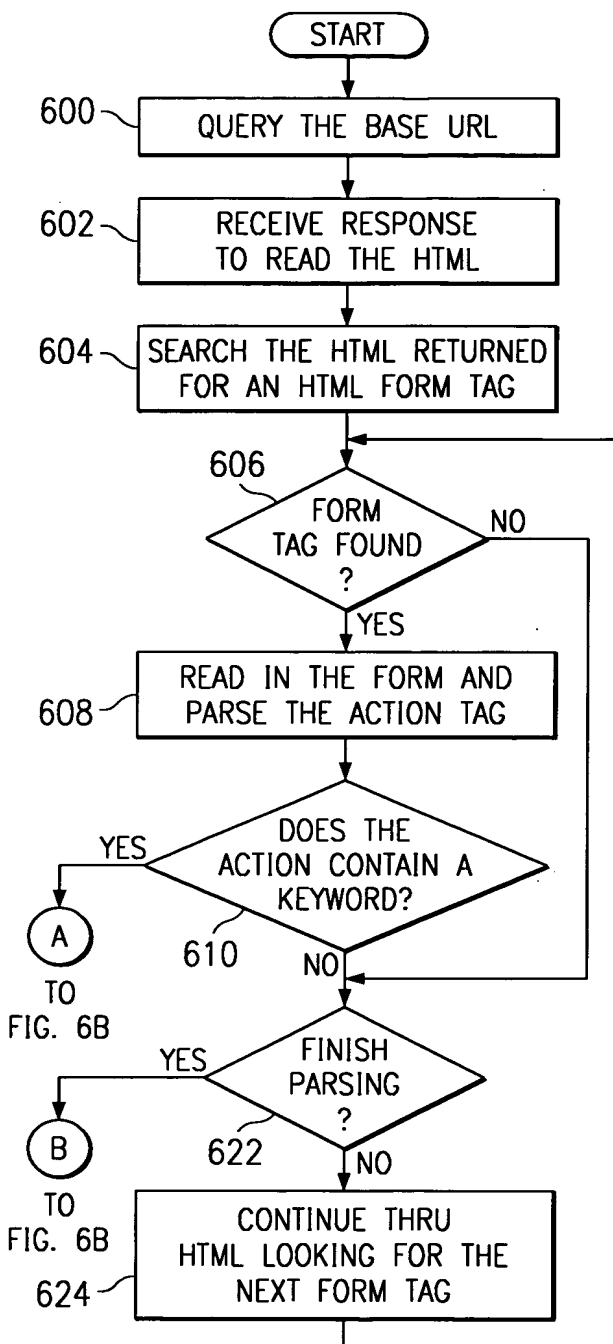 START
600
QUERY THE BASE URL
602
RECEIVE RESPONSE
TO READ THE HTML
604
SEARCH THE HTML RETURNED
FOR AN HTML FORM TAG
606
FORM
TAG FOUND
?
NO
YES
608
READ IN THE FORM AND
PARSE THE ACTION TAG
YES
DOES THE
ACTION CONTAIN A
KEYWORD?
610
A
TO
FIG. 6B
NO
YES
FINISH
PARSING
?
622
B
TO
FIG. 6B
NO
624
CONTINUE THRU
HTML LOOKING FOR THE
NEXT FORM TAG